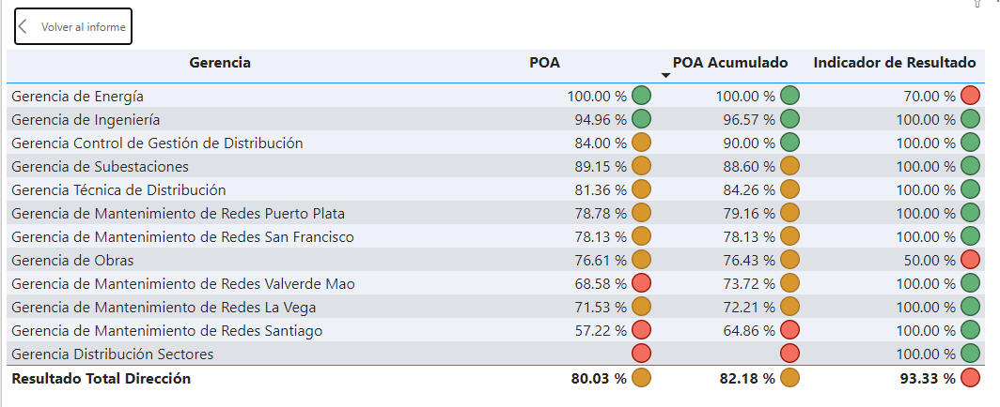 Volver al informe
Gerencia POA POA Acumulado Indicador de Resultado
Gerencia de Energía 100.00 % 100.00 % 70.00 %
Gerencia de Ingeniería 94.96 % 96.57 % 100.00 %
Gerencia Control de Gestión de Distribución 84.00 % 90.00 % 100.00 %
Gerencia de Subestaciones 89.15 % 88.60 % 100.00 %
Gerencia Técnica de Distribución 81.36 % 84.26 % 100.00 %
Gerencia de Mantenimiento de Redes Puerto Plata 78.78 % 79.16 % 100.00 %
Gerencia de Mantenimiento de Redes San Francisco 78.13 % 78.13 % 100.00 %
Gerencia de Obras 76.61 % 76.43 % 50.00 %
Gerencia de Mantenimiento de Redes Valverde Mao 68.58 % 73.72 % 100.00 %
Gerencia de Mantenimiento de Redes La Vega 71.53 % 72.21 % 100.00 %
Gerencia de Mantenimiento de Redes Santiago 57.22 % 64.86 % 100.00 %
Gerencia Distribución Sectores 100.00 %
Resultado Total Dirección 80.03 % 82.18 % 93.33 %